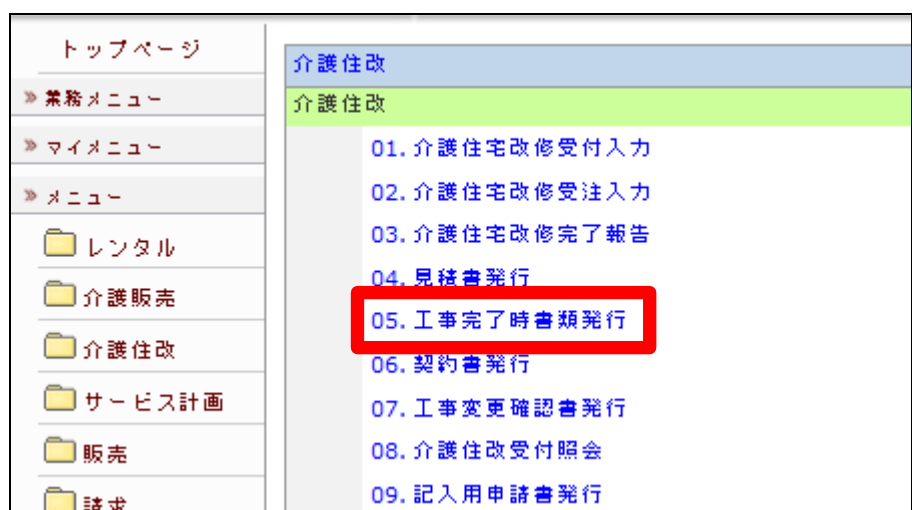 トップページ
» 業務メニュー
» マイメニュー
» メニュー
レンタル
介護販売
介護住改
サービス計画
販売
請求
介護住改
介護住改
01. 介護住宅改修受付入力
02. 介護住宅改修受注入力
03. 介護住宅改修完了報告
04. 見積書発行
05. 工事完了時書類発行
06. 契約書発行
07. 工事変更確認書発行
08. 介護住改受付照会
09. 記入用申請書発行